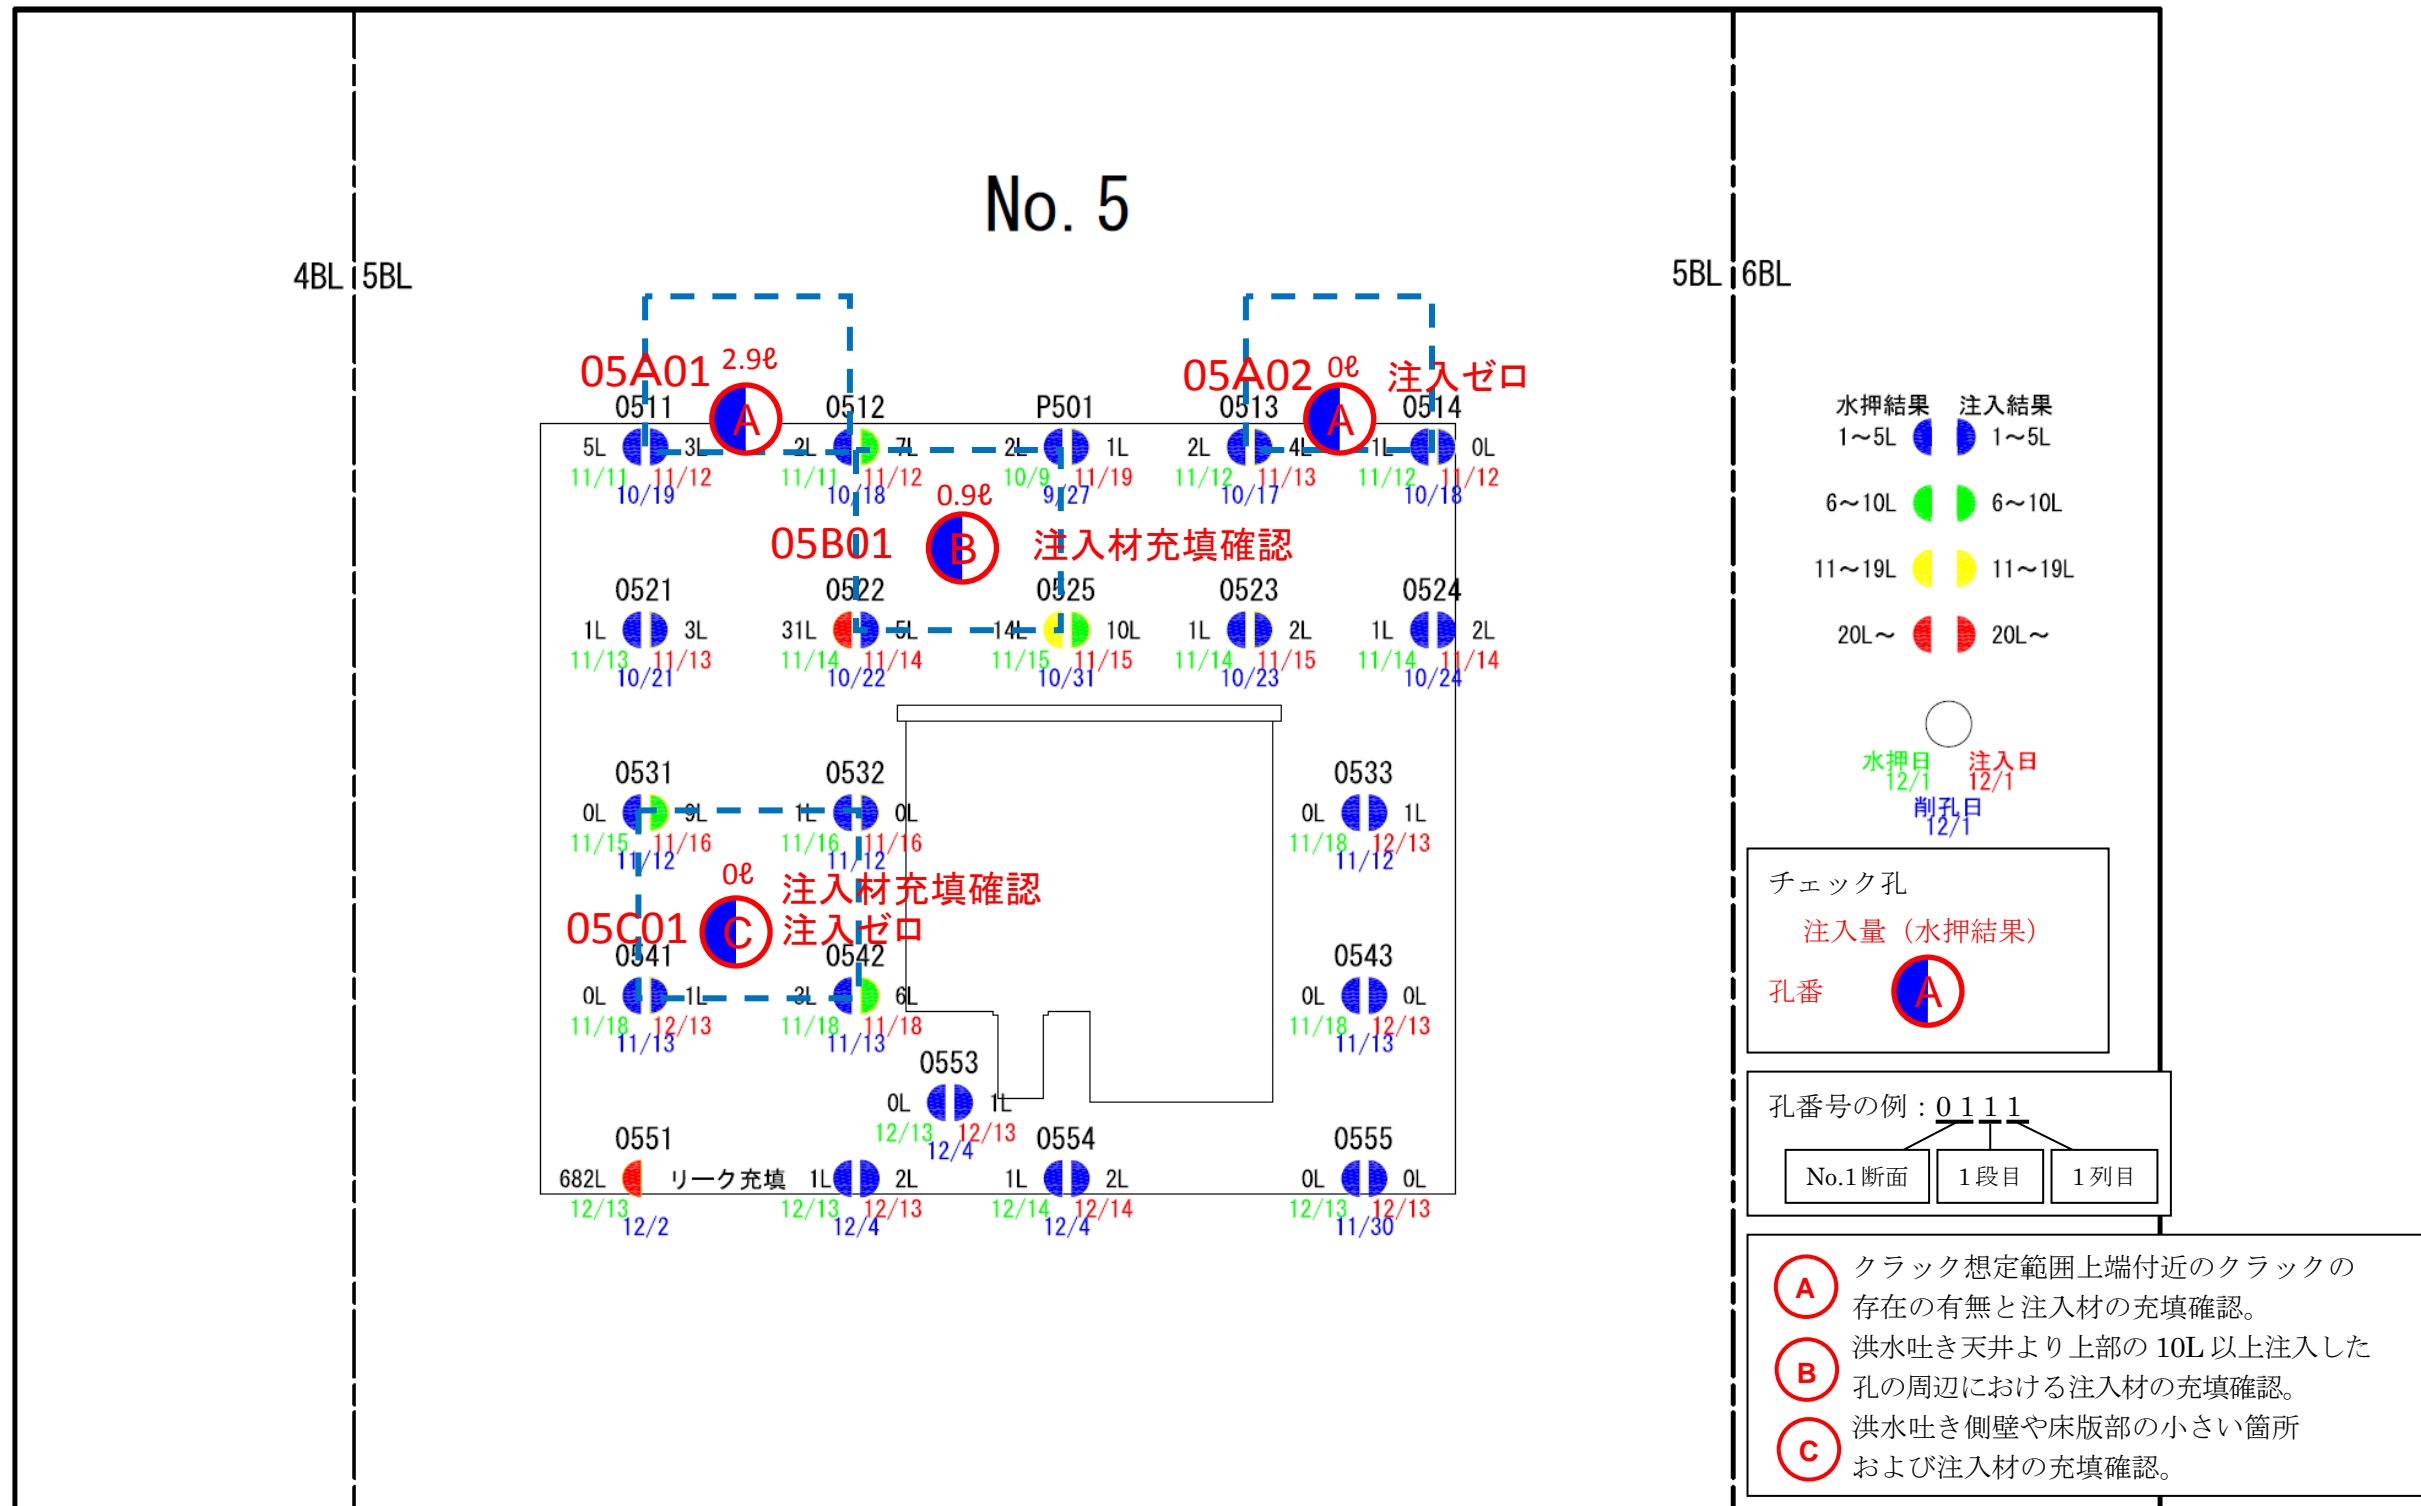 No. 5
4BL 5BL
5BL 6BL
05A01 2.9ℓ
05A02 0ℓ 注入ゼロ
0511 A 0512 P501 0513 A 0514
5L 3L 2L 7L 2L 1L 2L 4L 1L 0L
11/11 11/12 11/11 11/12 10/9 11/19 11/12 11/13 11/12 11/12
10/19 10/18 9/27 10/17 10/18
0.9ℓ
05B01 B 注入材充填確認
0521 0522 0525 0523 0524
1L 3L 31L 5L 14L 10L 1L 2L 1L 2L
11/13 11/13 11/14 11/14 11/15 11/15 11/14 11/15 11/14 11/14
10/21 10/22 10/31 10/23 10/24
0531 0532 0533
0L 9L 1L 0L 0L 1L
11/15 11/16 11/16 11/16 11/18 12/13
11/12 11/12 11/12
0ℓ 注入材充填確認
05C01 C 注入ゼロ
0541 0542 0543
0L 1L 3L 6L 0L 0L
11/18 12/13 11/18 11/18 11/18 12/13
11/13 11/13 11/13
0553
0L 1L
12/13 12/13
12/4
0551 0554 0555
682L リーク充填 1L 2L 1L 2L 0L 0L
12/13 12/13 12/13 12/14 12/14 12/13 12/13
12/2 12/4 12/4 11/30
水押結果 注入結果
1～5L 1～5L
6～10L 6～10L
11～19L 11～19L
20L～ 20L～
水押日 注入日
12/1 12/1
削孔日
12/1
チェック孔
注入量（水押結果）
孔番 A
孔番号の例：0 1 1 1
No.1断面 1段目 1列目
A クラック想定範囲上端付近のクラックの
存在の有無と注入材の充填確認。
B 洪水吐き天井より上部の 10L 以上注入した
孔の周辺における注入材の充填確認。
C 洪水吐き側壁や床版部の小さい箇所
および注入材の充填確認。